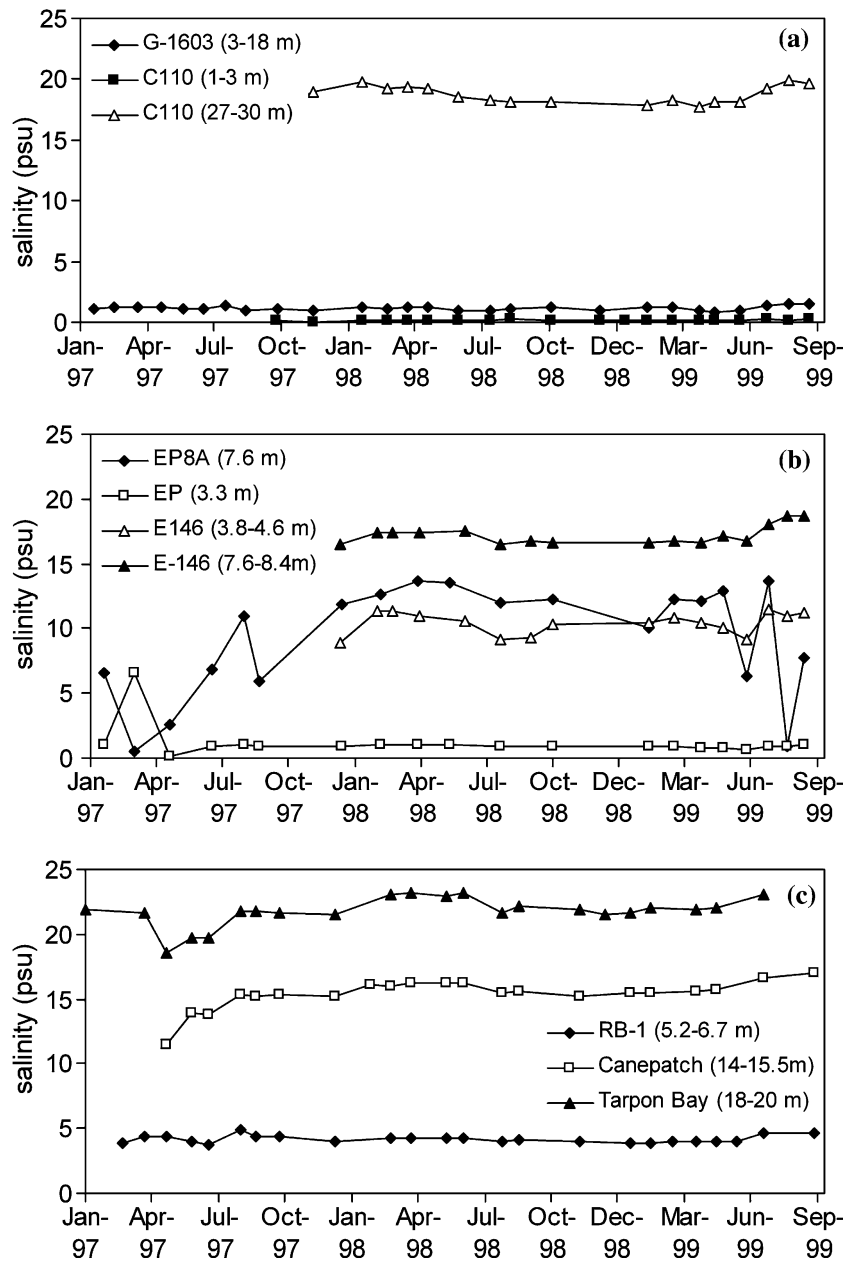 25
20
15
10
5
0
salinity (psu)
G-1603 (3-18 m)
C110 (1-3 m)
C110 (27-30 m)
(a)
Jan- Apr- Jul- Oct- Jan- Apr- Jul- Oct- Dec- Mar- Jun- Sep-
97 97 97 97 98 98 98 98 98 99 99 99
25
20
15
10
5
0
salinity (psu)
EP8A (7.6 m)
EP (3.3 m)
E146 (3.8-4.6 m)
E-146 (7.6-8.4m)
(b)
Jan- Apr- Jul- Oct- Jan- Apr- Jul- Oct- Dec- Mar- Jun- Sep-
97 97 97 97 98 98 98 98 98 99 99 99
25
20
15
10
5
0
salinity (psu)
(c)
RB-1 (5.2-6.7 m)
Canepatch (14-15.5m)
Tarpon Bay (18-20 m)
Jan- Apr- Jul- Oct- Jan- Apr- Jul- Oct- Dec- Mar- Jun- Sep-
97 97 97 97 98 98 98 98 98 99 99 99